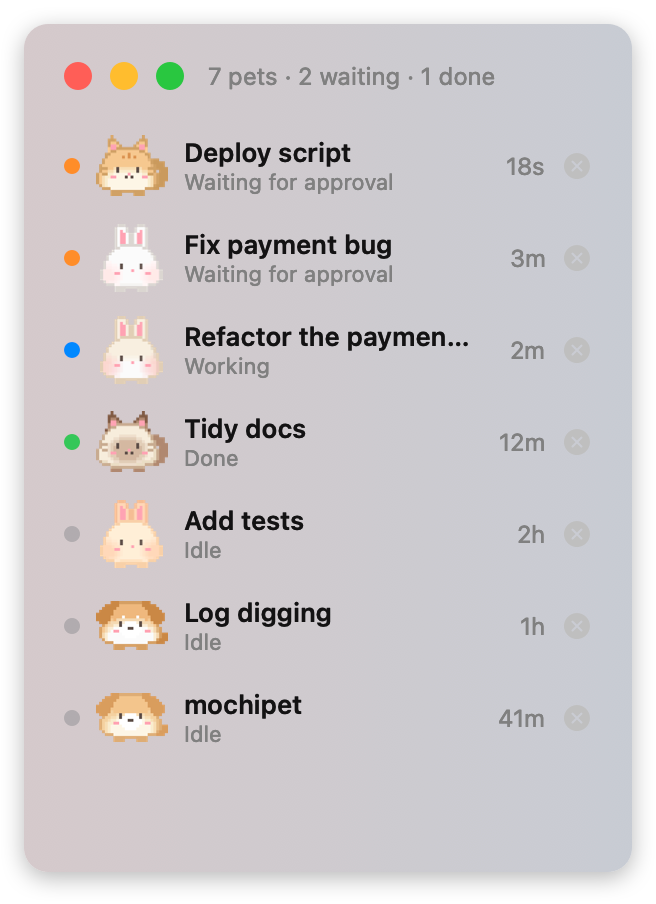 7 pets · 2 waiting · 1 done
Deploy script
Waiting for approval
18s
Fix payment bug
Waiting for approval
3m
Refactor the paymen...
Working
2m
Tidy docs
Done
12m
Add tests
Idle
2h
Log digging
Idle
1h
mochipet
Idle
41m